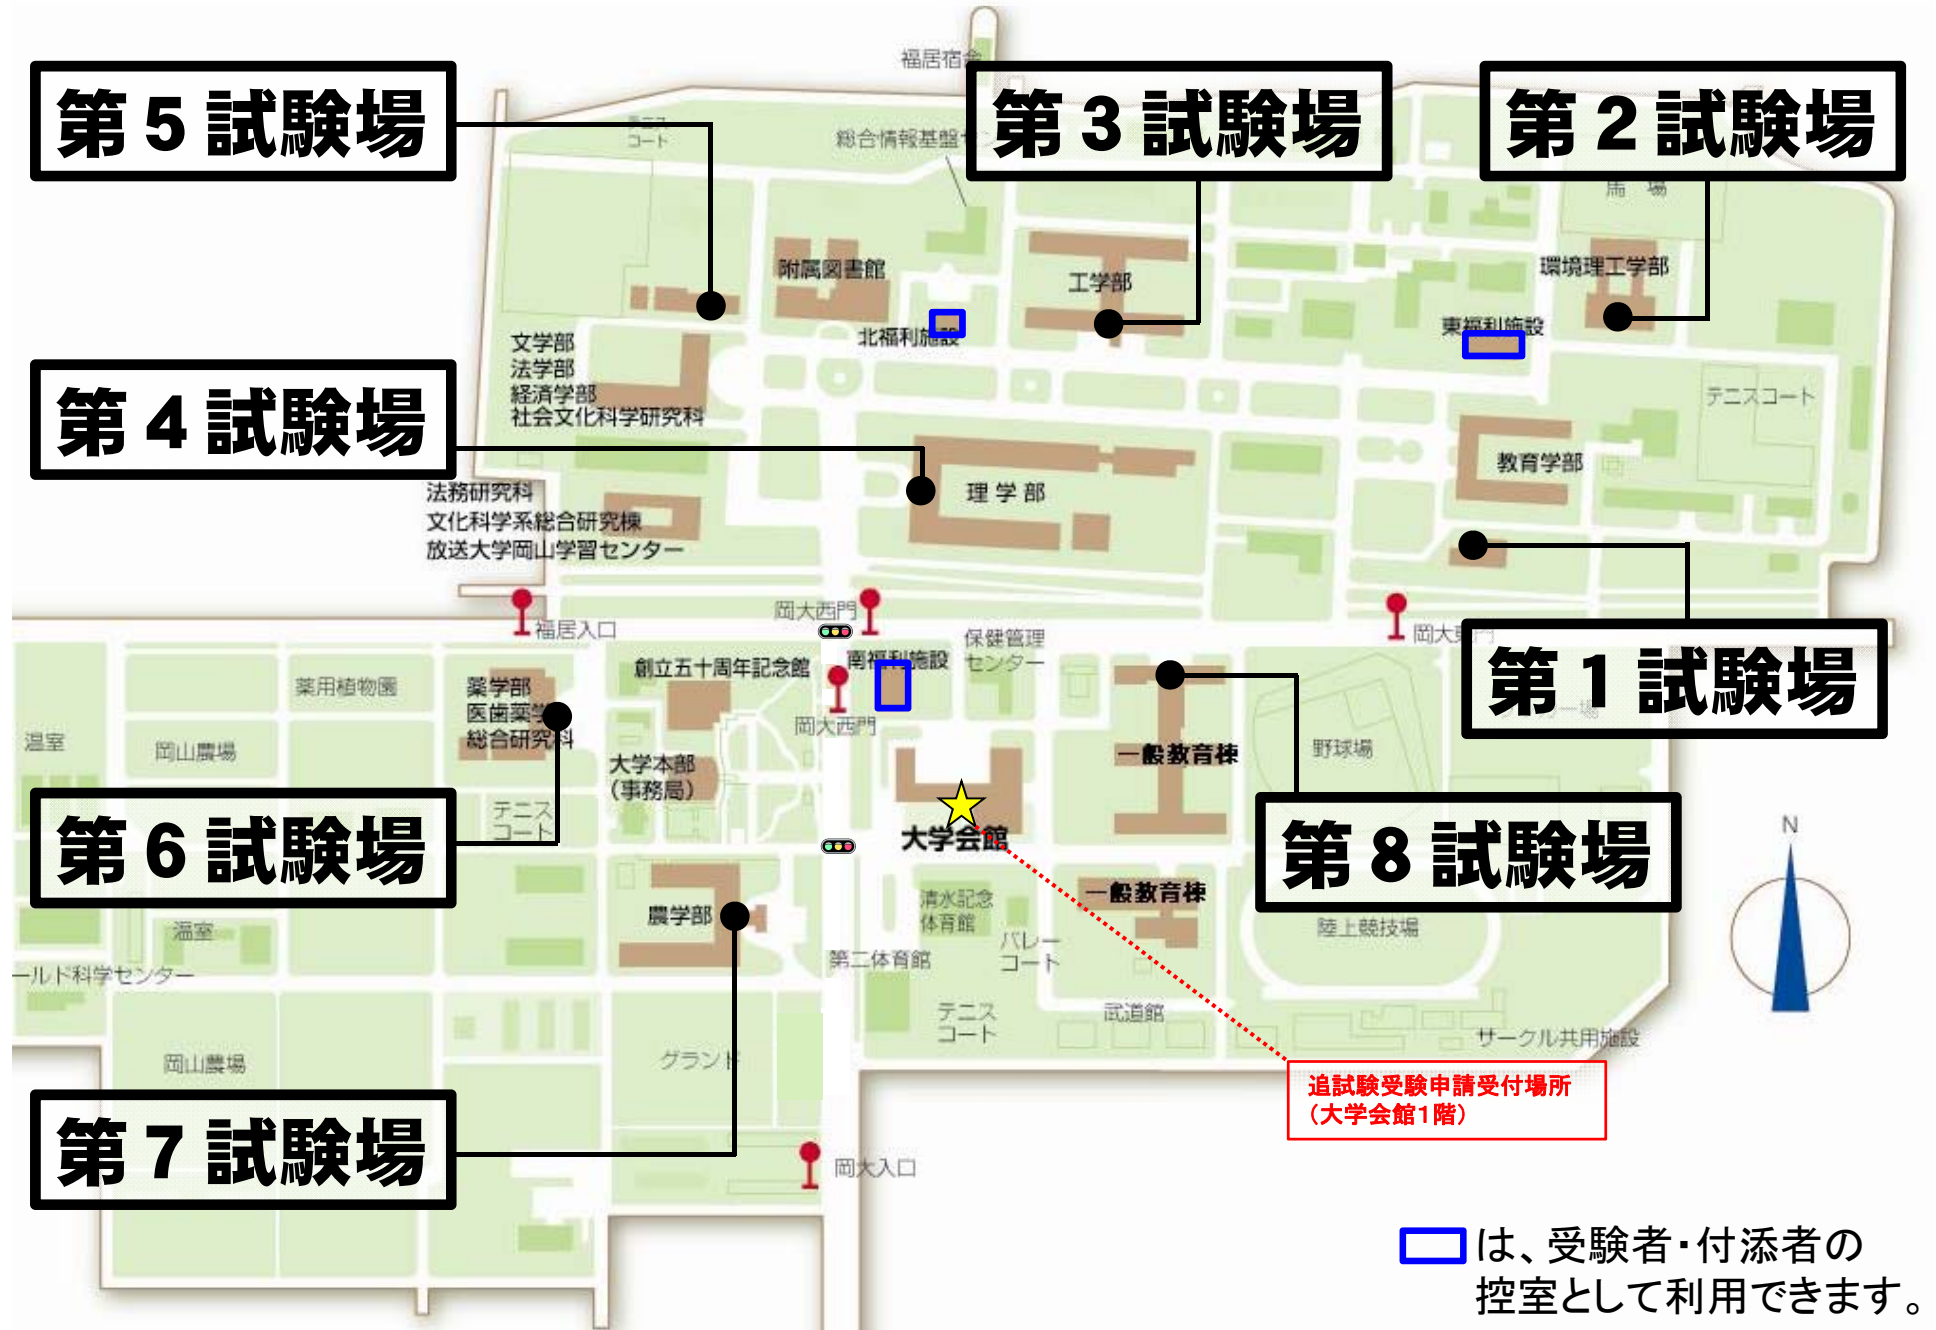 福居宿舎
第5試験場
第3試験場
第2試験場
テニス
コート
総合情報基盤セン
馬 場
附属図書館
工学部
環境理工学部
北福利施設
東福利施設
文学部
法学部
経済学部
社会文化科学研究科
第4試験場
テニスコート
教育学部
理学部
法務研究科
文化科学系総合研究棟
放送大学岡山学習センター
岡大西門
福居入口
岡大東門
保健管理
センター
南福利施設
創立五十周年記念館
第1試験場
薬用植物園
薬学部
医歯薬学
総合研究科
岡大西門
温室
岡山農場
大学本部
(事務局)
一般教育棟
野球場
テニス
コート
第6試験場
大学会館
第8試験場
N
農学部
清水記念
体育館
一般教育棟
陸上競技場
温室
バレー
コート
第二体育館
ールド科学センター
テニス
コート
武道館
サークル共用施設
岡山農場
グランド
追試験受験申請受付場所
(大学会館1階)
第7試験場
岡大入口
は、受験者・付添者の
控室として利用できます。